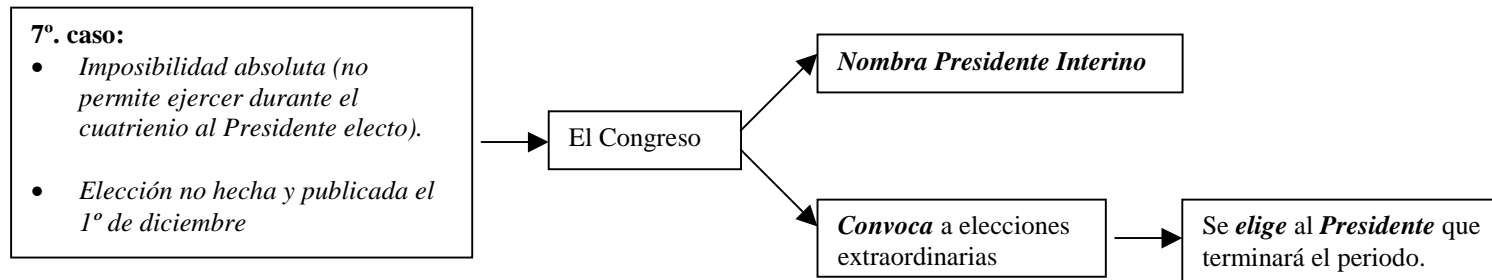 7º. caso:
• Imposibilidad absoluta (no
permite ejercer durante el
cuatrienio al Presidente electo).
• Elección no hecha y publicada el
1º de diciembre
El Congreso
Nombra Presidente Interino
Convoca a elecciones
extraordinarias
Se elige al Presidente que
terminará el periodo.